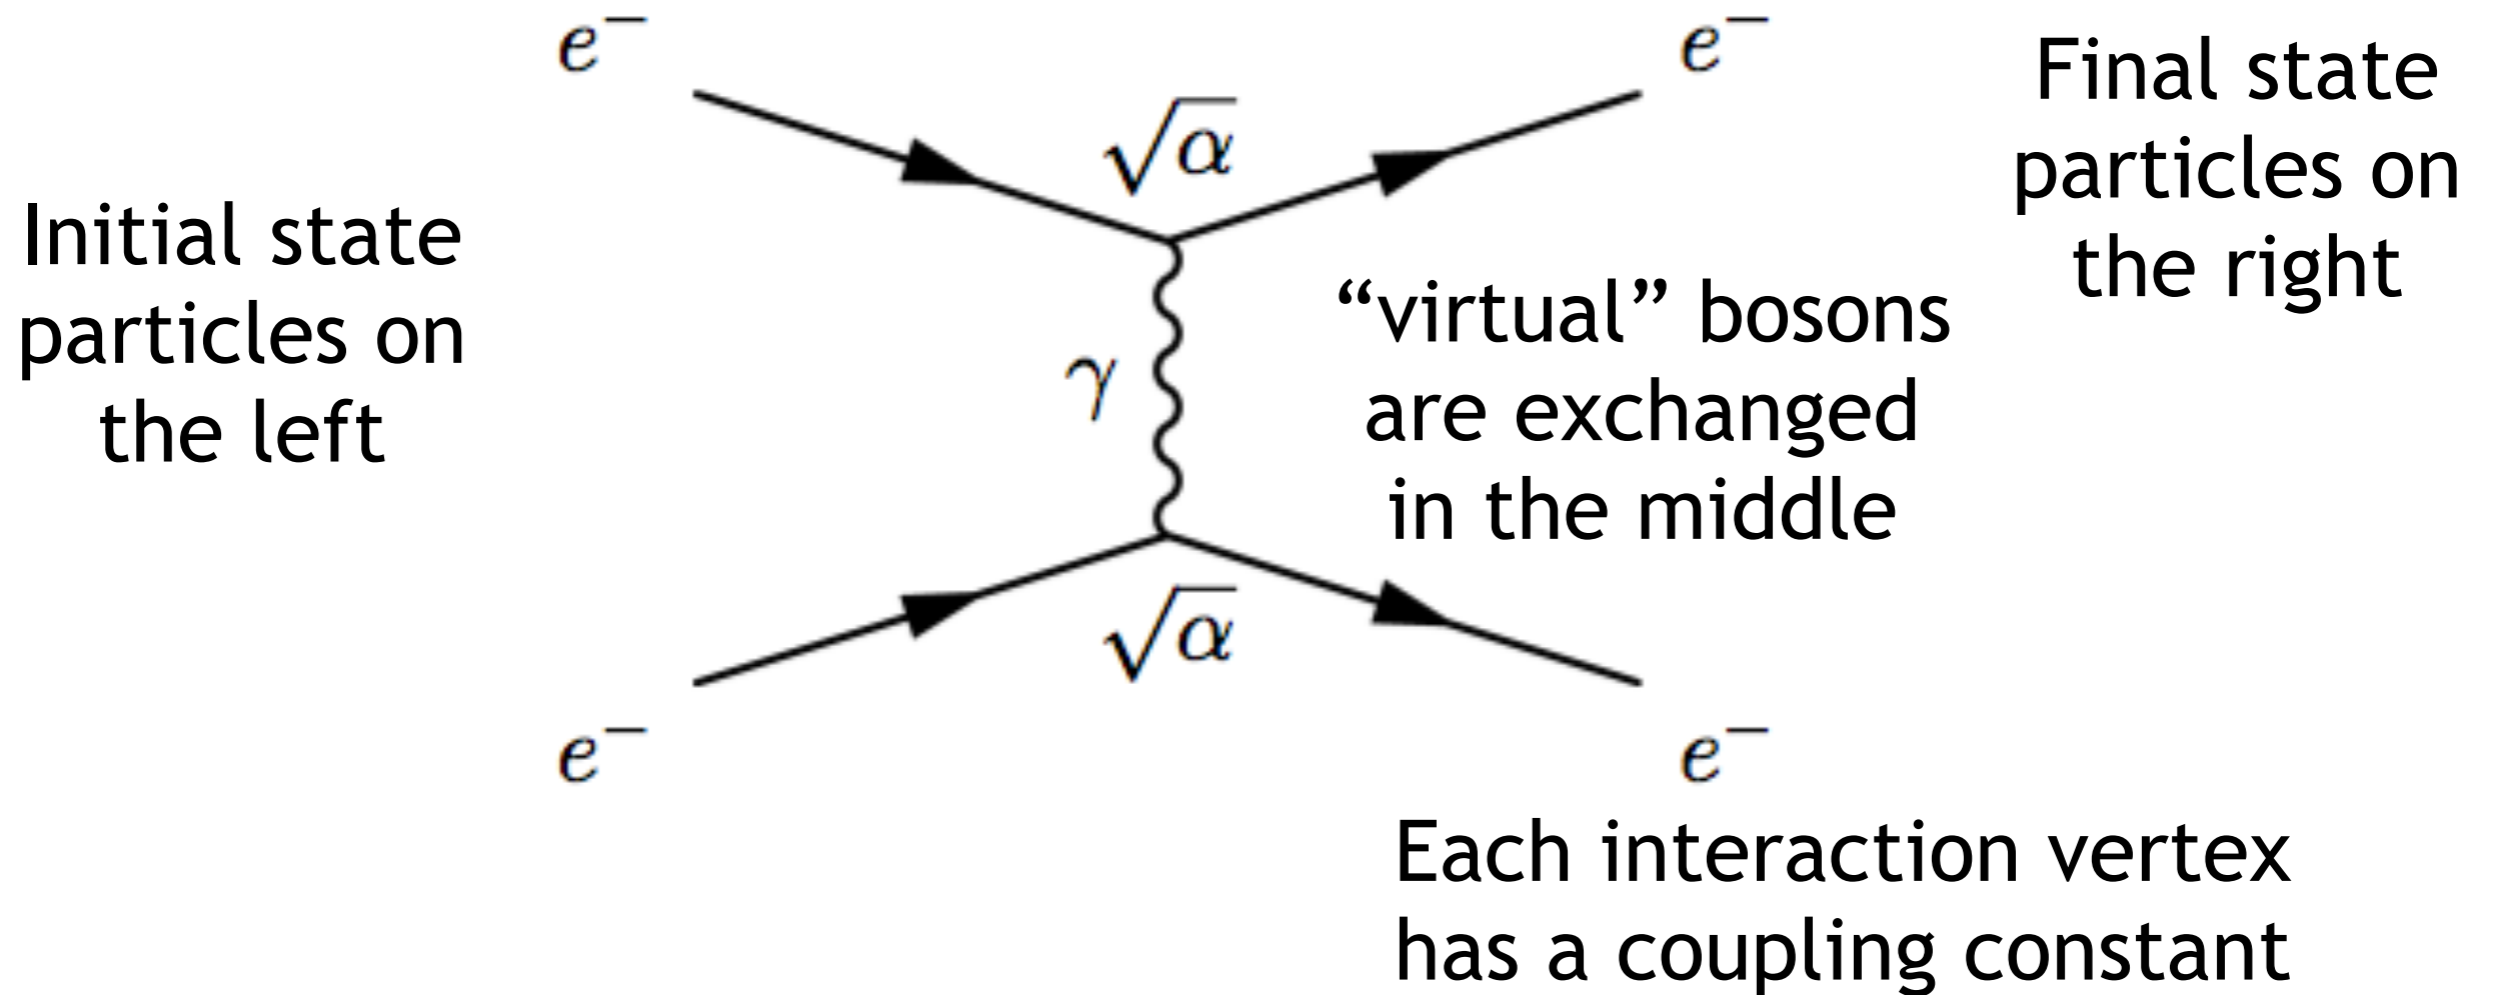 e⁻
e⁻
√α
Final state
particles on
the right
Initial state
particles on
the left
“virtual” bosons
are exchanged
in the middle
γ
√α
e⁻
e⁻
Each interaction vertex
has a coupling constant